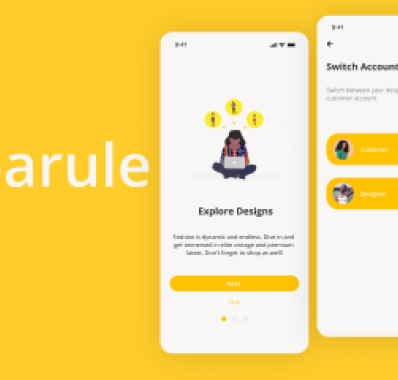 arule
9:41
Explore Designs
Fashion is dynamic and endless. Dive in and
get immersed in elite vintage and premium
latest. Don't forget to shop as well!
Next
Skip
9:41
Switch Account
Switch between your
customer account
Customer
Designer